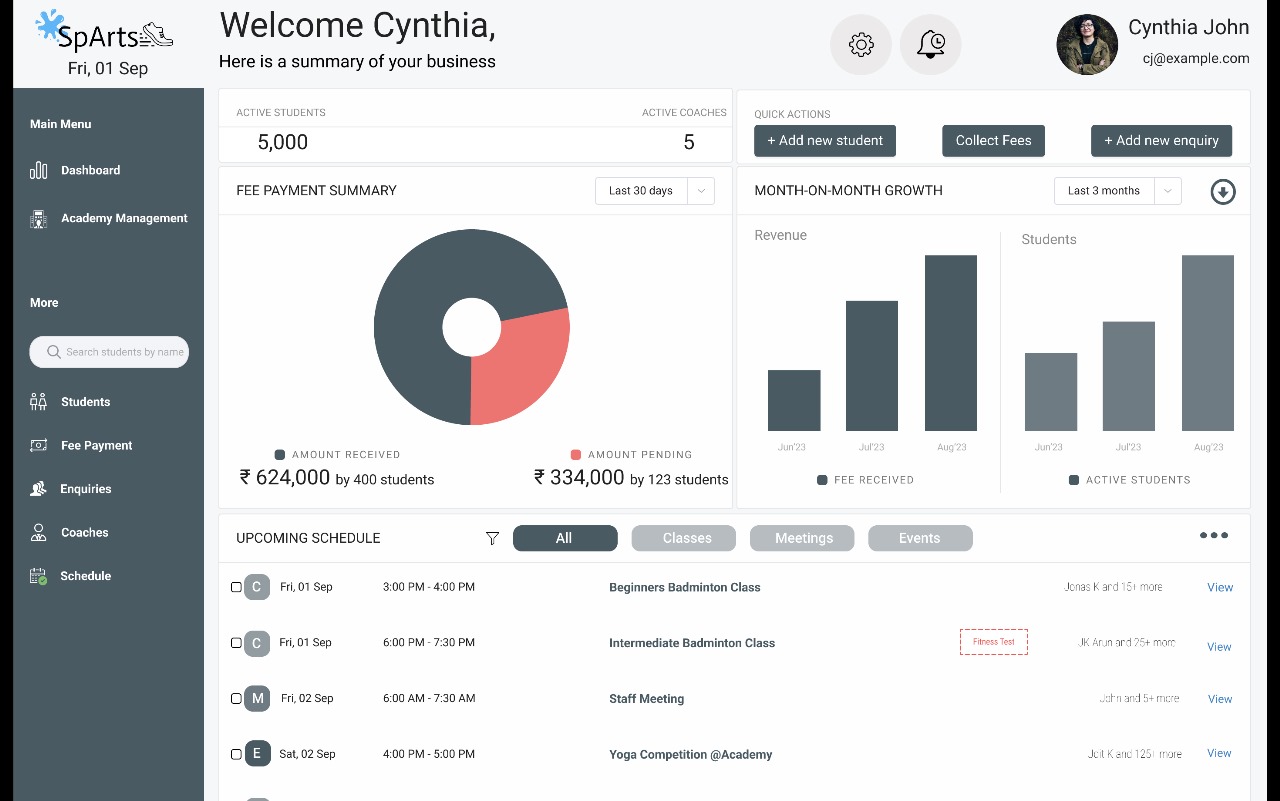 SpArts
Fri, 01 Sep
Welcome Cynthia,
Here is a summary of your business
Cynthia John
cj@example.com
Main Menu
Dashboard
Academy Management
More
Search students by name
Students
Fee Payment
Enquiries
Coaches
Schedule
ACTIVE STUDENTS
ACTIVE COACHES
5,000
5
QUICK ACTIONS
+ Add new student
Collect Fees
+ Add new enquiry
FEE PAYMENT SUMMARY
Last 30 days
AMOUNT RECEIVED
₹ 624,000 by 400 students
AMOUNT PENDING
₹ 334,000 by 123 students
MONTH-ON-MONTH GROWTH
Last 3 months
Revenue
Jun'23 Jul'23 Aug'23
FEE RECEIVED
Students
Jun'23 Jul'23 Aug'23
ACTIVE STUDENTS
UPCOMING SCHEDULE
All
Classes
Meetings
Events
C Fri, 01 Sep 3:00 PM - 4:00 PM Beginners Badminton Class Jonas K and 15+ more View
C Fri, 01 Sep 6:00 PM - 7:30 PM Intermediate Badminton Class Fitness Test JK Arun and 25+ more View
M Fri, 02 Sep 6:00 AM - 7:30 AM Staff Meeting John and 5+ more View
E Sat, 02 Sep 4:00 PM - 5:00 PM Yoga Competition @Academy K and 125+ more View